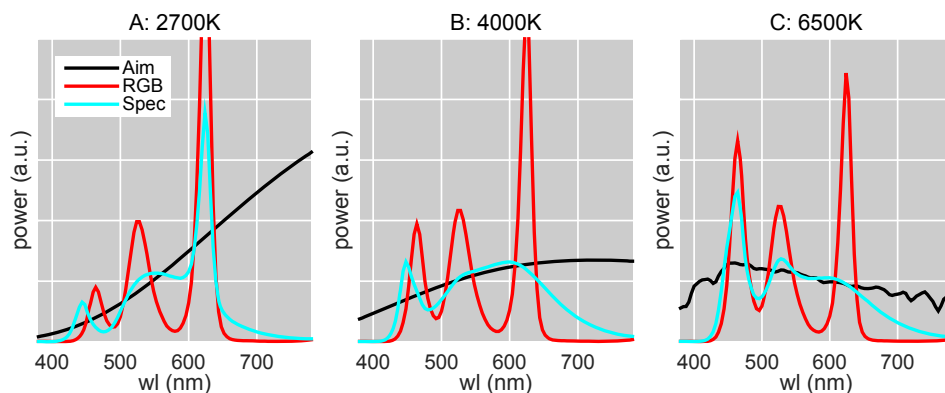 A: 2700K
B: 4000K
C: 6500K
Aim
RGB
Spec
power (a.u.)
power (a.u.)
power (a.u.)
400 500 600 700
400 500 600 700
400 500 600 700
wl (nm)
wl (nm)
wl (nm)